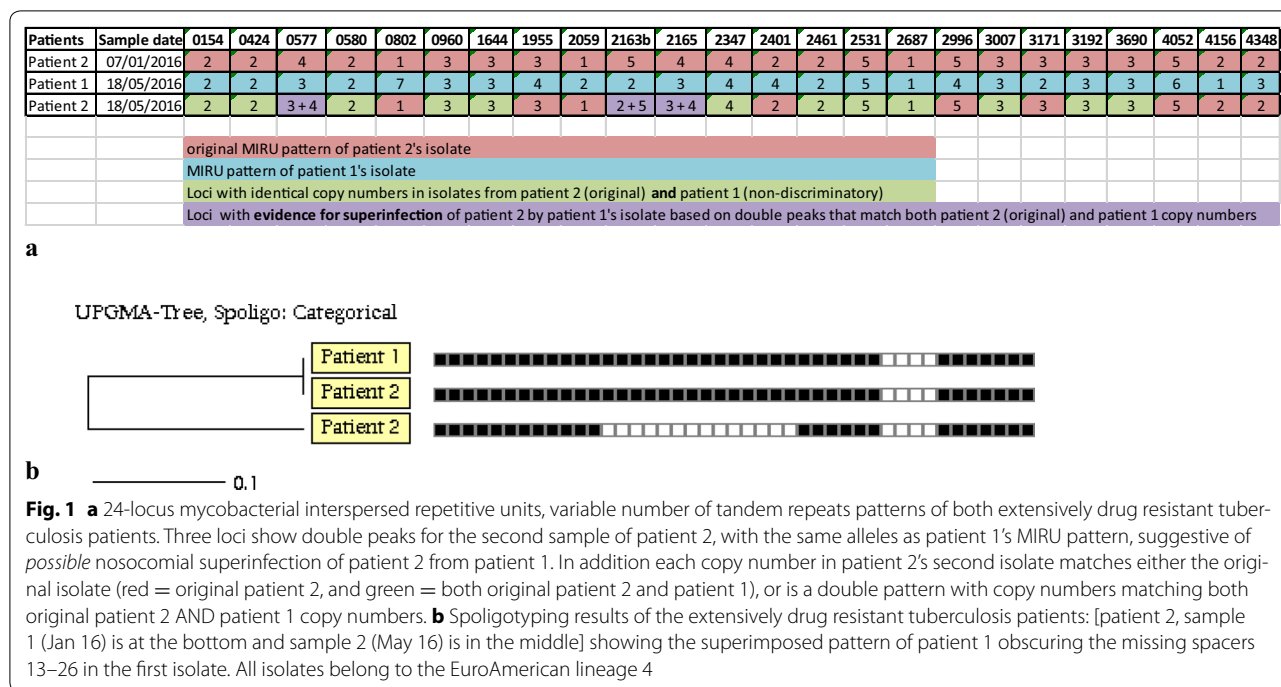 Patients Sample date 0154 0424 0577 0580 0802 0960 1644 1955 2059 2163b 2165 2347 2401 2461 2531 2687 2996 3007 3171 3192 3690 4052 4156 4348
Patient 2 07/01/2016 2 2 4 2 1 3 3 3 1 5 4 4 2 2 5 1 5 3 3 3 3 5 2 2
Patient 1 18/05/2016 2 2 3 2 7 3 3 4 2 2 3 4 4 2 5 1 4 3 2 3 3 6 1 3
Patient 2 18/05/2016 2 2 3 + 4 2 1 3 3 3 1 2 + 5 3 + 4 4 2 2 5 1 5 3 3 3 3 5 2 2
original MIRU pattern of patient 2's isolate
MIRU pattern of patient 1's isolate
Loci with identical copy numbers in isolates from patient 2 (original) and patient 1 (non-discriminatory)
Loci with evidence for superinfection of patient 2 by patient 1's isolate based on double peaks that match both patient 2 (original) and patient 1 copy numbers
a
UPGMA-Tree, Spoligo: Categorical
Patient 1
Patient 2
Patient 2
b
0.1
Fig. 1 a 24-locus mycobacterial interspersed repetitive units, variable number of tandem repeats patterns of both extensively drug resistant tuber-
culosis patients. Three loci show double peaks for the second sample of patient 2, with the same alleles as patient 1's MIRU pattern, suggestive of
possible nosocomial superinfection of patient 2 from patient 1. In addition each copy number in patient 2's second isolate matches either the origi-
nal isolate (red = original patient 2, and green = both original patient 2 and patient 1), or is a double pattern with copy numbers matching both
original patient 2 AND patient 1 copy numbers. b Spoligotyping results of the extensively drug resistant tuberculosis patients: [patient 2, sample
1 (Jan 16) is at the bottom and sample 2 (May 16) is in the middle] showing the superimposed pattern of patient 1 obscuring the missing spacers
13–26 in the first isolate. All isolates belong to the EuroAmerican lineage 4